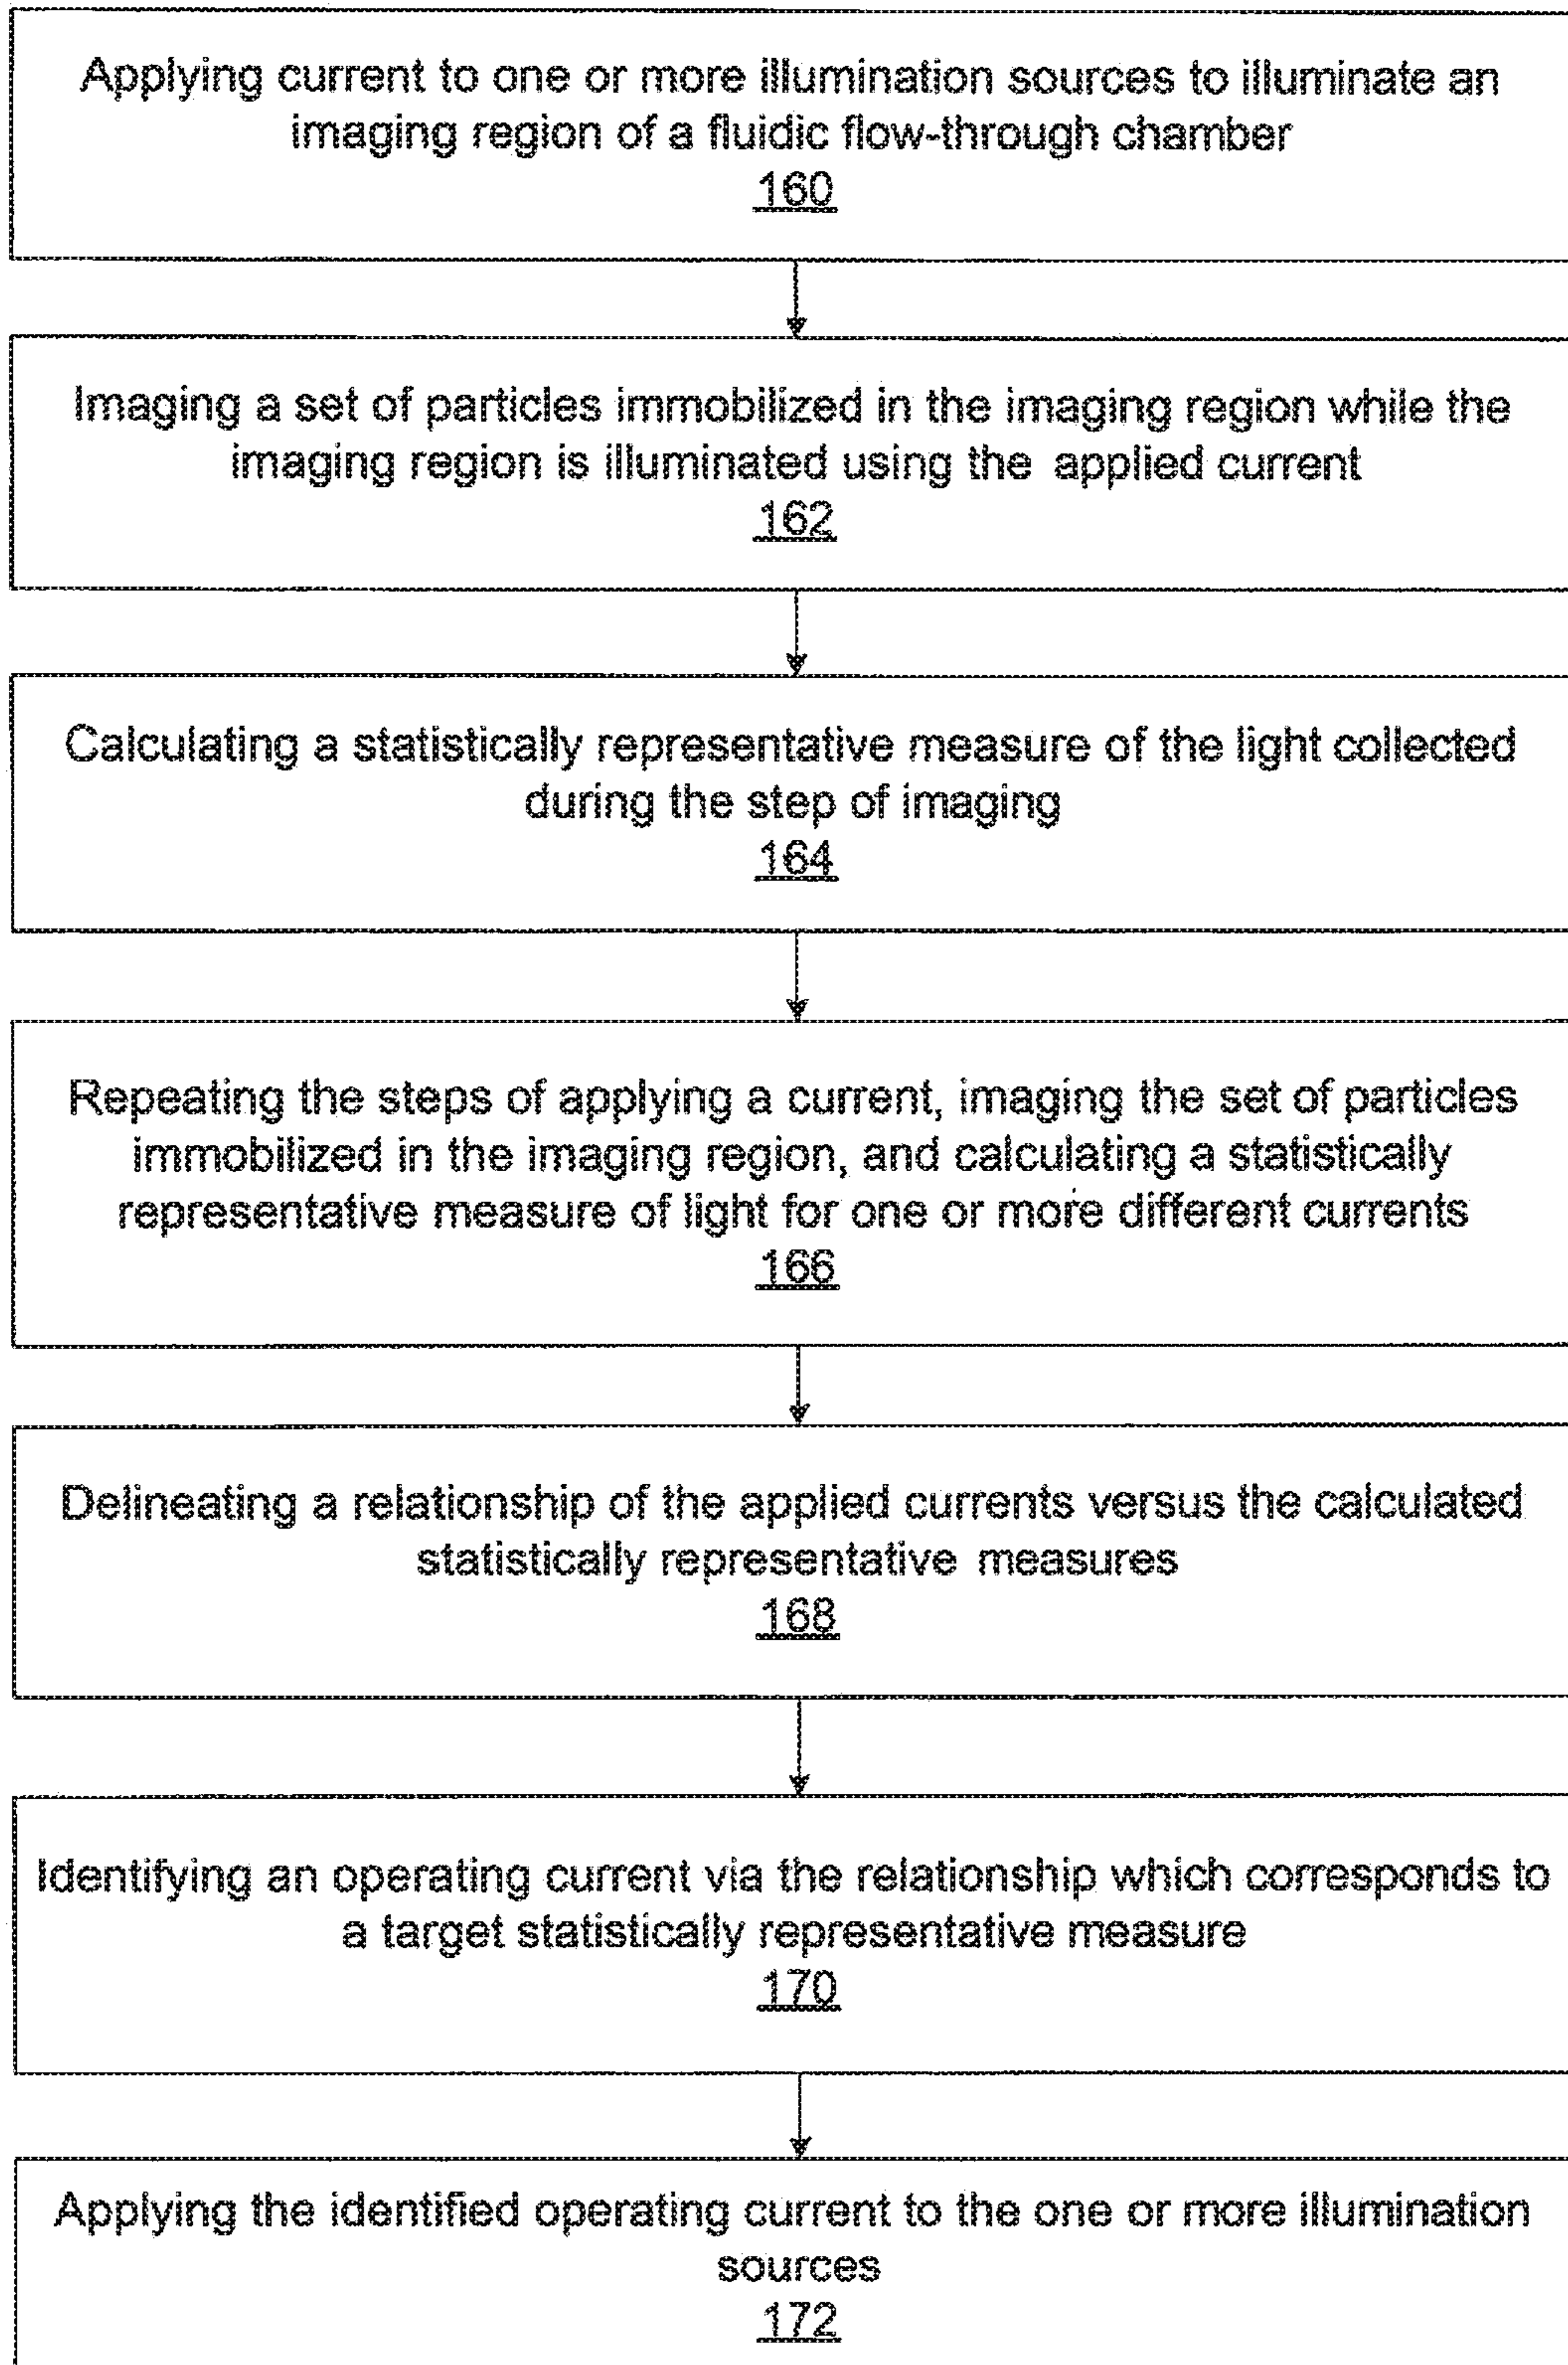 Applying current to one or more illumination sources to illuminate an
imaging region of a fluidic flow-through chamber
160
Imaging a set of particles immobilized in the imaging region while the
imaging region is illuminated using the applied current
162
Calculating a statistically representative measure of the light collected
during the step of imaging
164
Repeating the steps of applying a current, imaging the set of particles
immobilized in the imaging region, and calculating a statistically
representative measure of light for one or more different currents
166
Delineating a relationship of the applied currents versus the calculated
statistically representative measures
168
Identifying an operating current via the relationship which corresponds to
a target statistically representative measure
170
Applying the identified operating current to the one or more illumination
sources
172